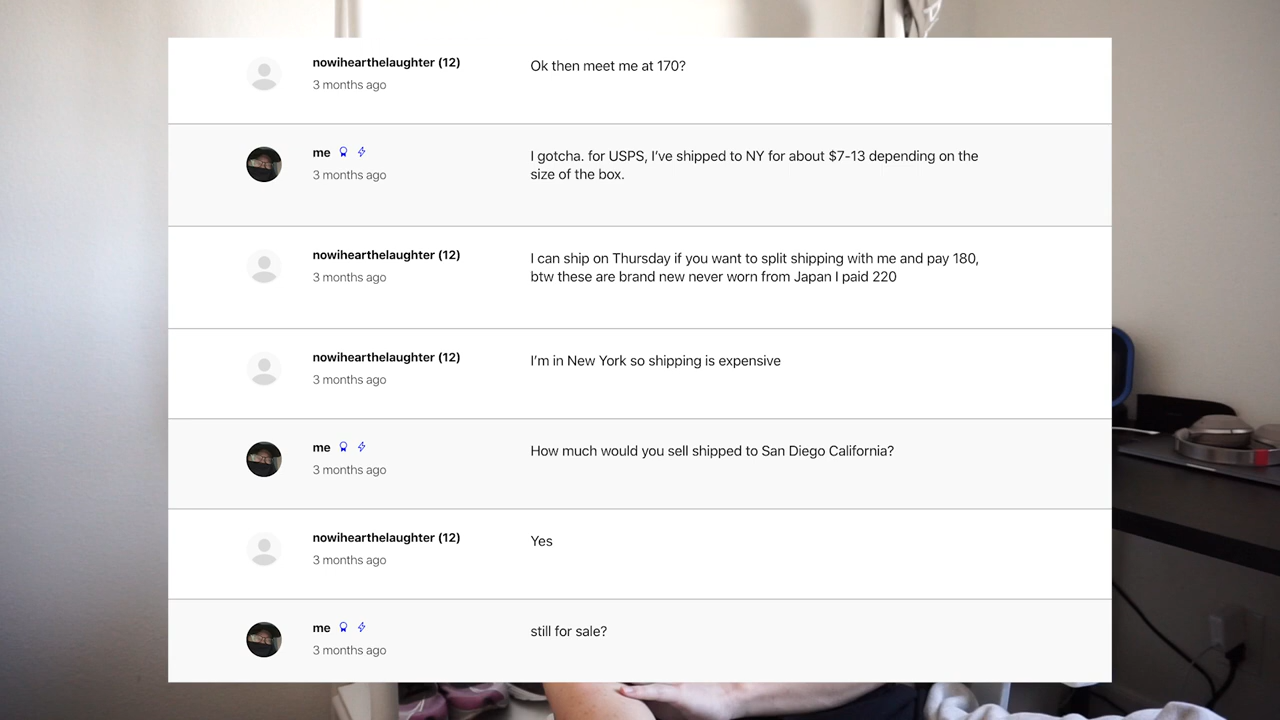 nowihearthelaughter (12)
3 months ago
Ok then meet me at 170?
me
3 months ago
I gotcha. for USPS, I’ve shipped to NY for about $7-13 depending on the
size of the box.
nowihearthelaughter (12)
3 months ago
I can ship on Thursday if you want to split shipping with me and pay 180,
btw these are brand new never worn from Japan I paid 220
nowihearthelaughter (12)
3 months ago
I’m in New York so shipping is expensive
me
3 months ago
How much would you sell shipped to San Diego California?
nowihearthelaughter (12)
3 months ago
Yes
me
3 months ago
still for sale?